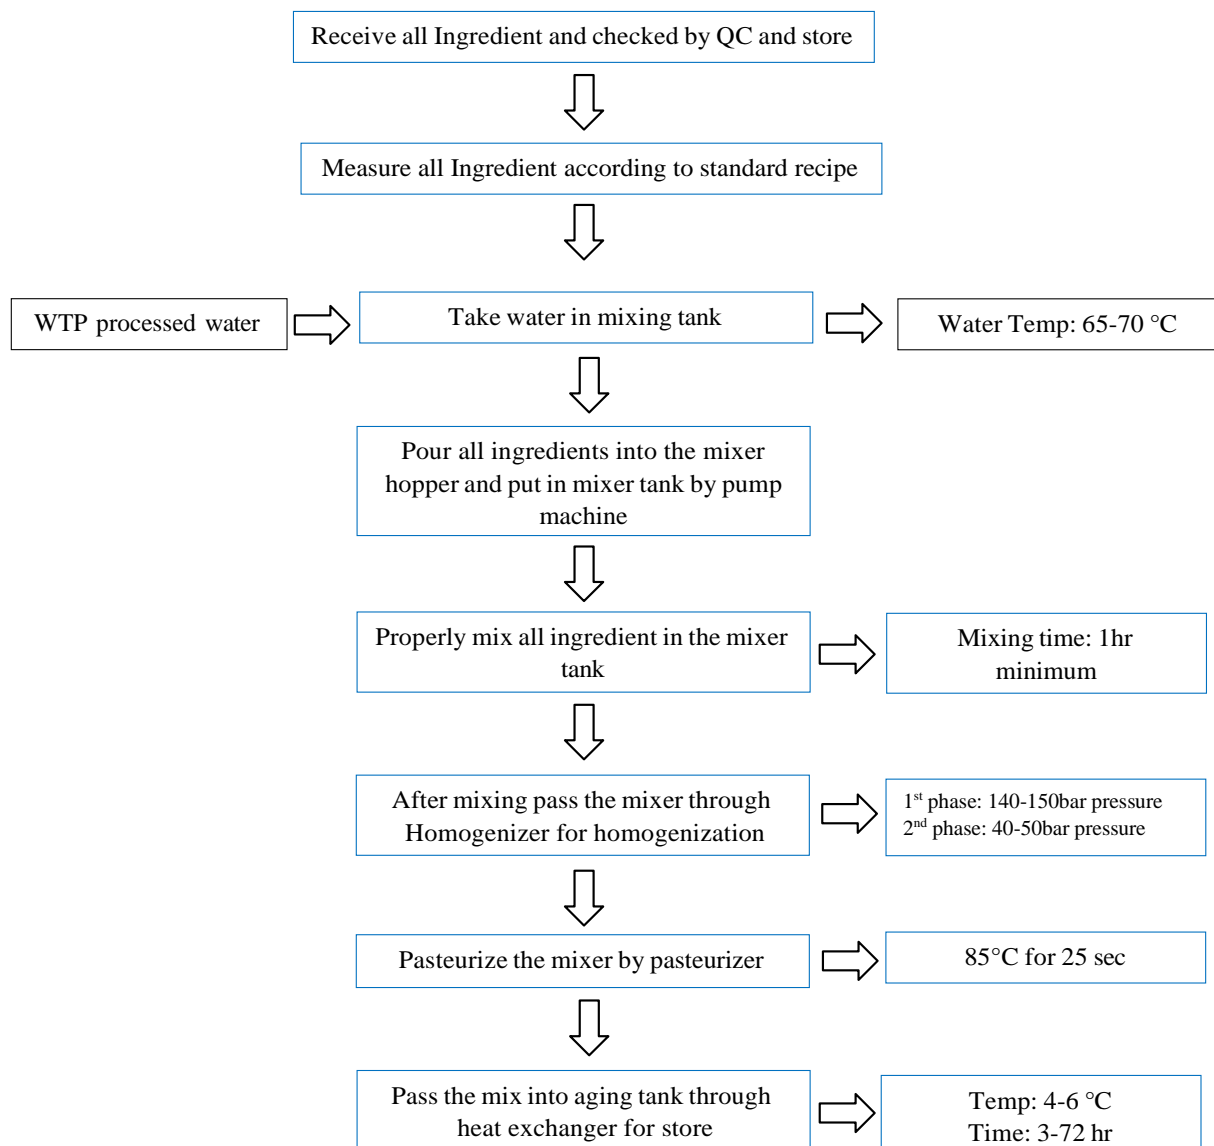 Receive all Ingredient and checked by QC and store
Measure all Ingredient according to standard recipe
WTP processed water
Take water in mixing tank
Water Temp: 65-70 °C
Pour all ingredients into the mixer
hopper and put in mixer tank by pump
machine
Properly mix all ingredient in the mixer
tank
Mixing time: 1hr
minimum
After mixing pass the mixer through
Homogenizer for homogenization
1st phase: 140-150bar pressure
2nd phase: 40-50bar pressure
Pasteurize the mixer by pasteurizer
85°C for 25 sec
Pass the mix into aging tank through
heat exchanger for store
Temp: 4-6 °C
Time: 3-72 hr